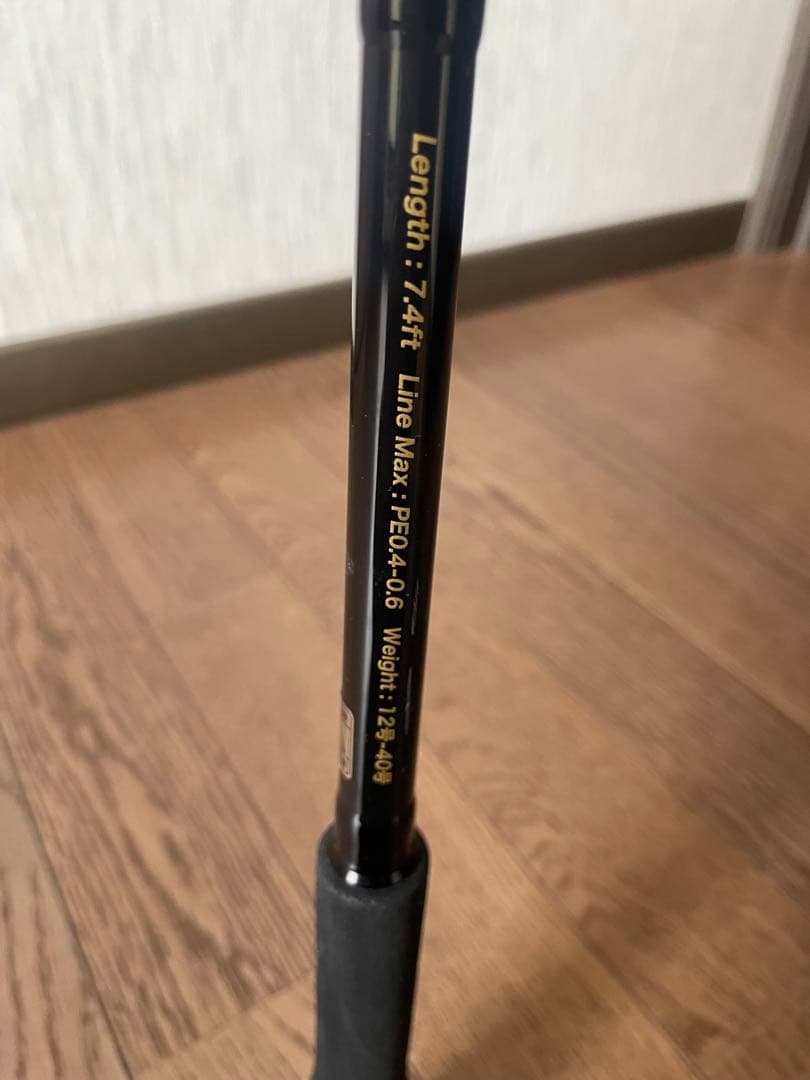 Length : 7.4ft Line Max : PE0.4-0.6 Weight : 12号-40号